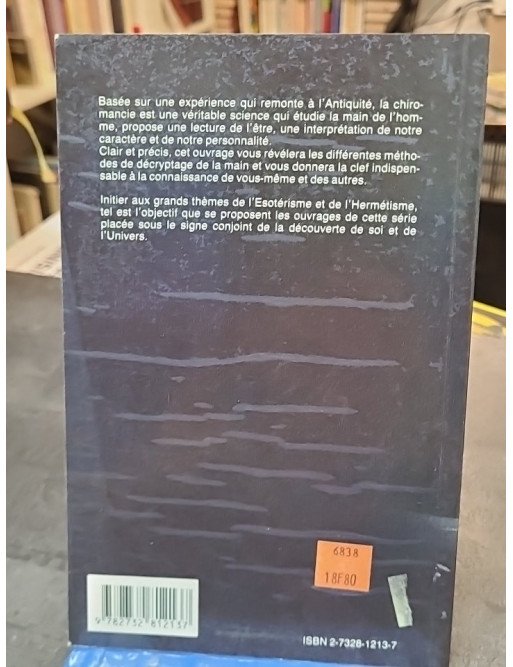 Basée sur une expérience qui remonte à l'Antiquité, la chiro-
mancie est une véritable science qui étudie la main de l'hom-
me, propose une lecture de l'être, une interprétation de notre
caractère et de notre personnalité.
Clair et précis, cet ouvrage vous révélera les différentes métho-
des de décryptage de la main et vous donnera la clef indispen-
sable à la connaissance de vous-même et des autres.
Initier aux grands thèmes de l'Esotérisme et de l'Hermétisme,
tel est l'objectif que se proposent les ouvrages de cette série
placée sous le signe conjoint de la découverte de soi et de
l'Univers.
6838
18F80
9 782732 812137
ISBN 2-7328-1213-7